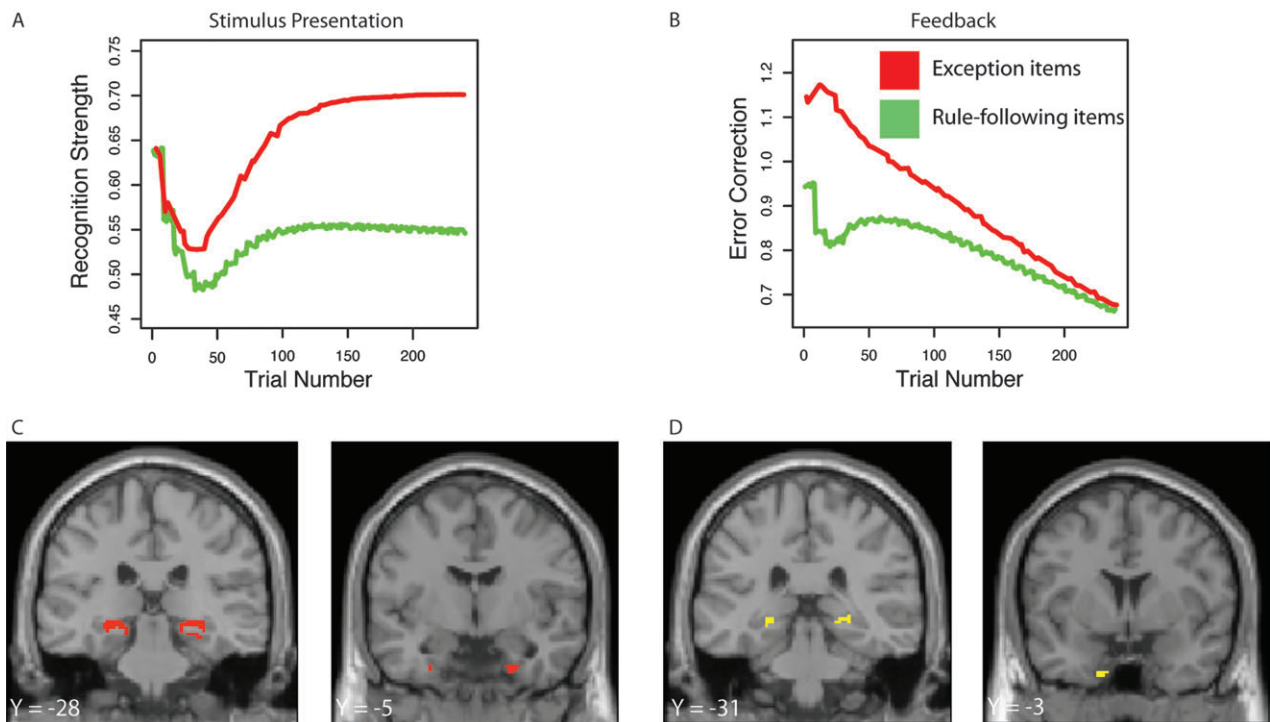 A
Stimulus Presentation
Recognition Strength
0.75
0.70
0.65
0.60
0.55
0.50
0.45
0
50
100
150
200
Trial Number
B
Feedback
Exception items
Rule-following items
Error Correction
1.2
1.1
1.0
0.9
0.8
0.7
0
50
100
150
200
Trial Number
C
Y = -28
Y = -5
D
Y = -31
Y = -3